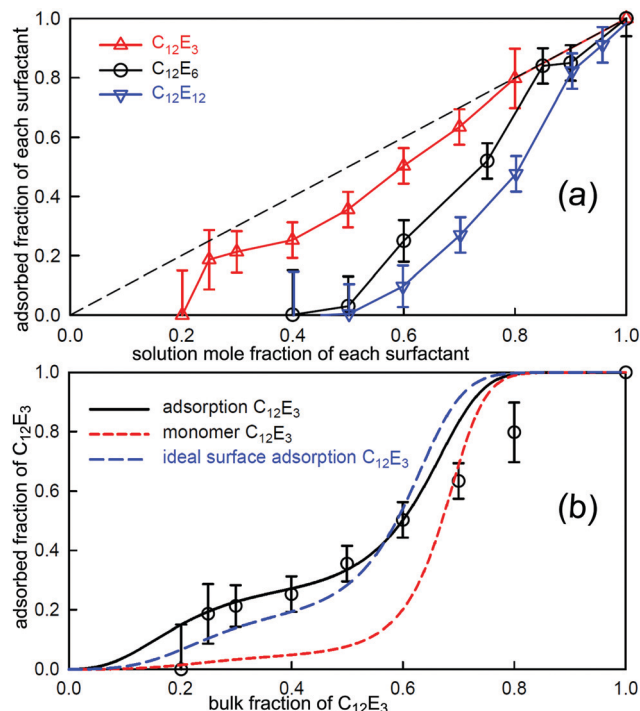 adsorbed fraction of each surfactant
1.0
0.8
0.6
0.4
0.2
0.0
C12E3
C12E6
C12E12
(a)
0.0 0.2 0.4 0.6 0.8 1.0
solution mole fraction of each surfactant
adsorbed fraction of C12E3
1.0
0.8
0.6
0.4
0.2
0.0
adsorption C12E3
monomer C12E3
ideal surface adsorption C12E3
(b)
0.0 0.2 0.4 0.6 0.8 1.0
bulk fraction of C12E3